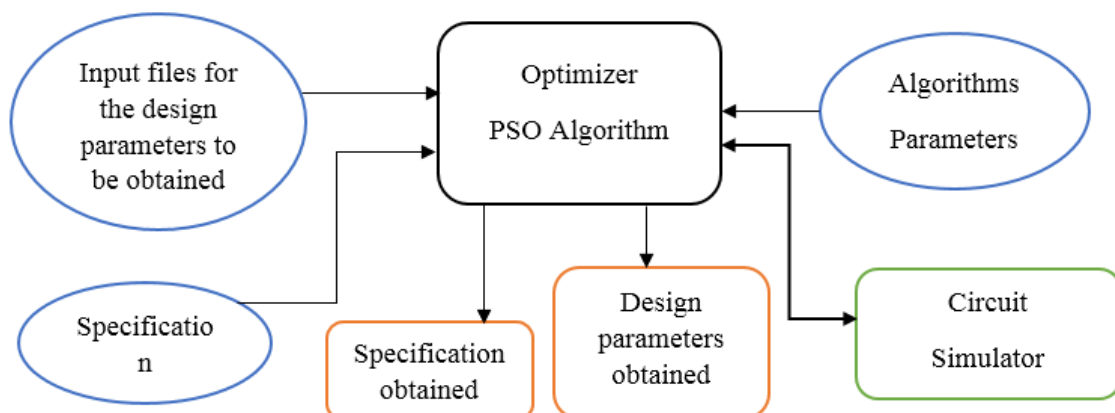 Input files for
the design
parameters to
be obtained
Optimizer
PSO Algorithm
Algorithms
Parameters
Specificatio
n
Specification
obtained
Design
parameters
obtained
Circuit
Simulator